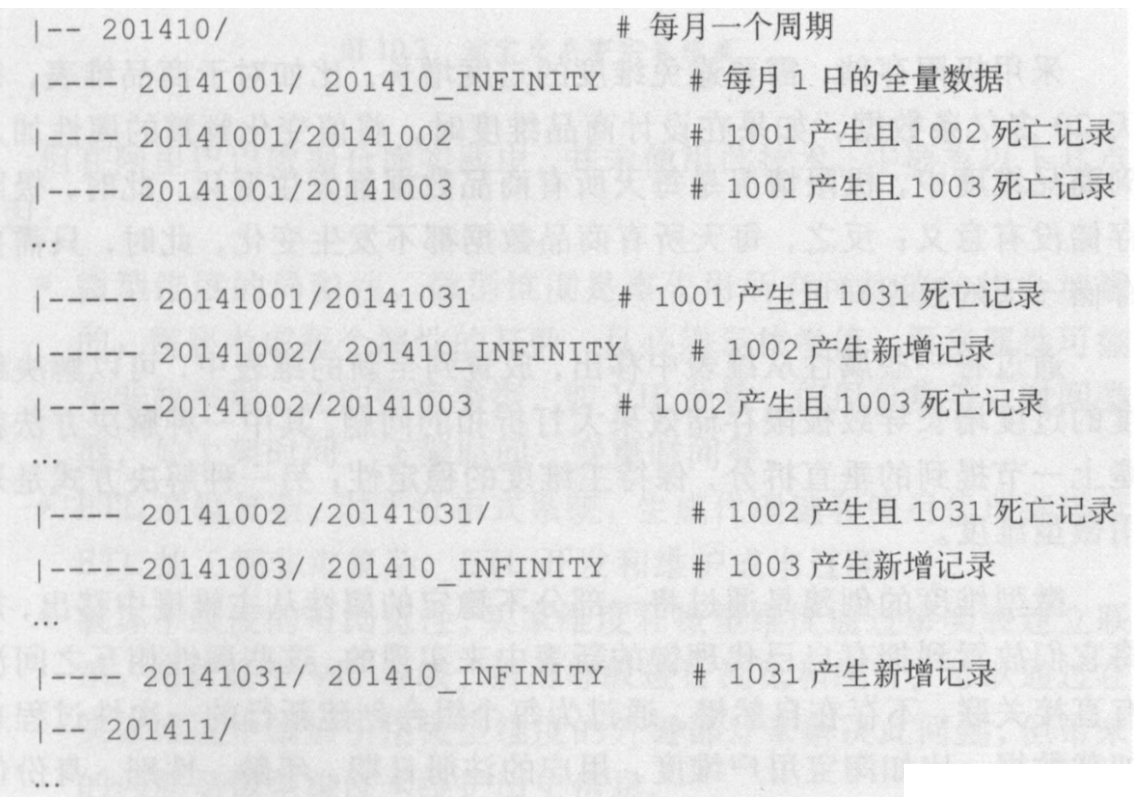 |-- 201410/ # 每月一个周期
|---- 20141001/ 201410_INFINITY # 每月 1 日的全量数据
|---- 20141001/20141002 # 1001 产生且 1002 死亡记录
|---- 20141001/20141003 # 1001 产生且 1003 死亡记录
...
|----- 20141001/20141031 # 1001 产生且 1031 死亡记录
|-----20141002/ 201410_INFINITY # 1002 产生新增记录
|-----20141002/20141003 # 1002 产生且 1003 死亡记录
...
|---- 20141002 /20141031/ # 1002 产生且 1031 死亡记录
|----20141003/ 201410_INFINITY # 1003 产生新增记录
...
|---- 20141031/ 201410_INFINITY # 1031 产生新增记录
|-- 201411/
...